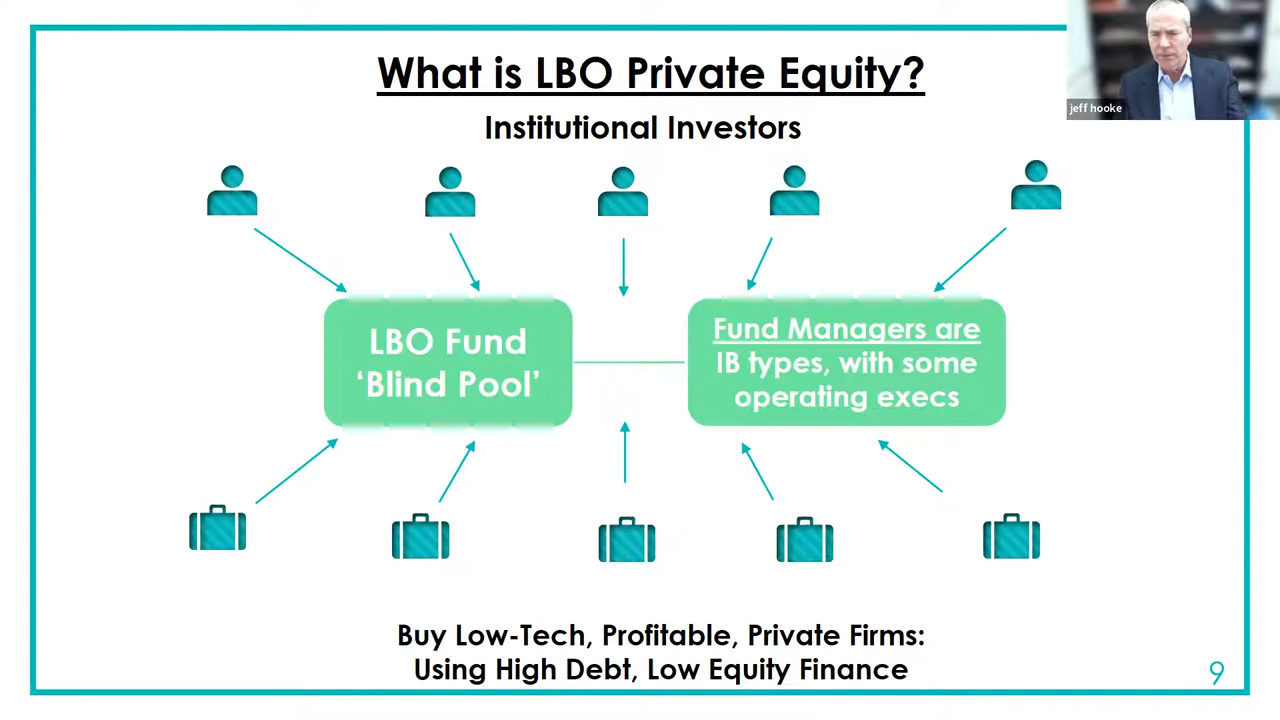 What is LBO Private Equity?
jeff hooke
Institutional Investors
LBO Fund
‘Blind Pool’
Fund Managers are
IB types, with some
operating execs
Buy Low-Tech, Profitable, Private Firms:
Using High Debt, Low Equity Finance
9